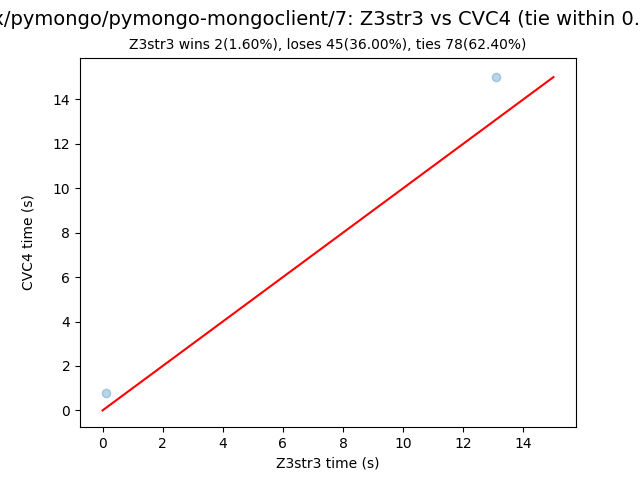 x/pymongo/pymongo-mongoclient/7: Z3str3 vs CVC4 (tie within 0.
Z3str3 wins 2(1.60%), loses 45(36.00%), ties 78(62.40%)
14
12
10
8
6
4
2
0
CVC4 time (s)
0 2 4 6 8 10 12 14
Z3str3 time (s)